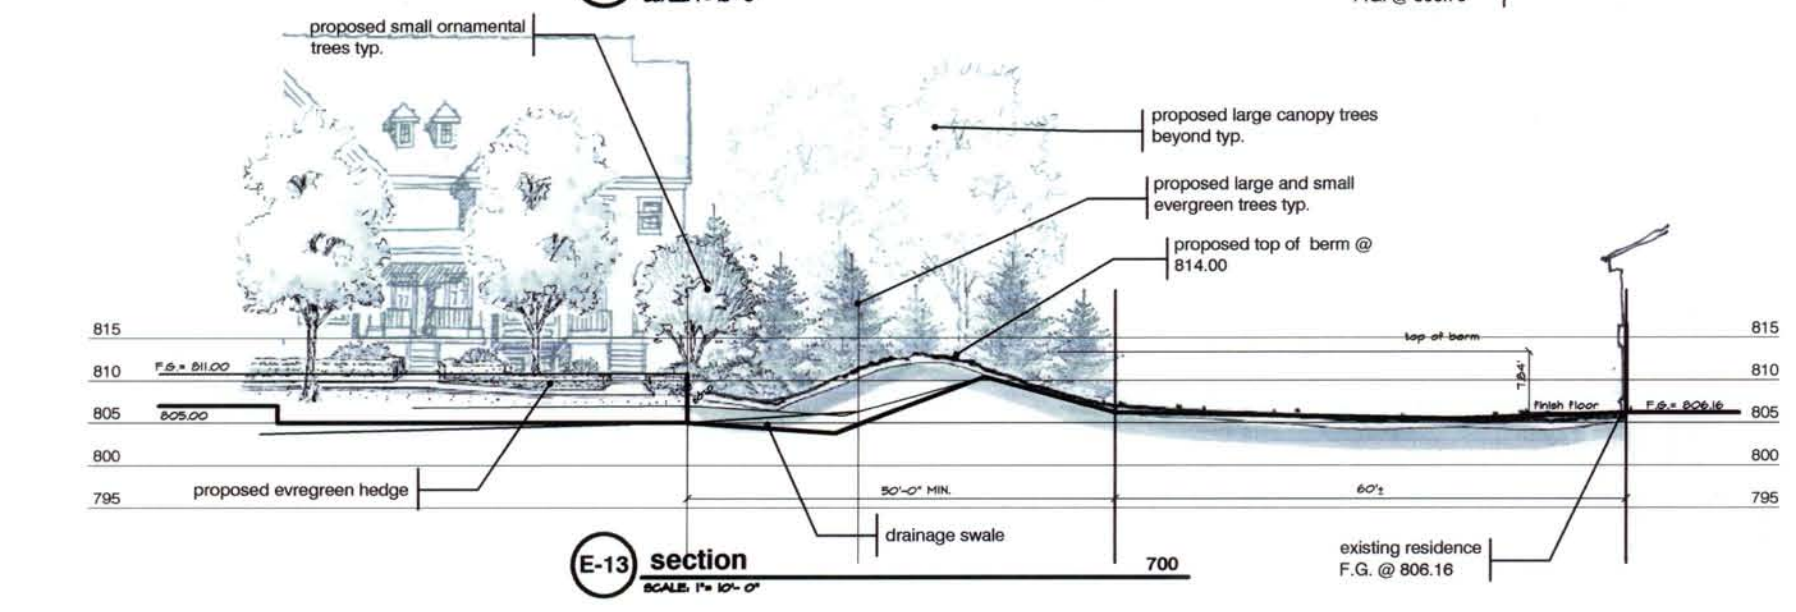 proposed small ornamental
trees typ.
proposed large canopy trees
beyond typ.
proposed large and small
evergreen trees typ.
proposed top of berm @
814.00
815
815
top of berm
F.G.= 811.00
810
810
7.84'
805.00
805
finish floor
F.G.= 806.16
805
800
800
proposed evregreen hedge
50'-0" MIN.
60'±
795
795
drainage swale
existing residence
F.G. @ 806.16
E-13 section 700
SCALE: 1"= 10'- 0"